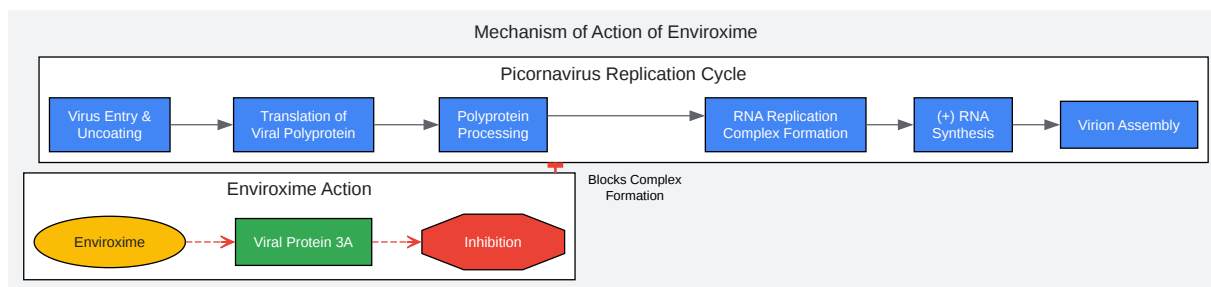 Mechanism of Action of Enviroxime
Picornavirus Replication Cycle
Virus Entry &
Uncoating
Translation of
Viral Polyprotein
Polyprotein
Processing
RNA Replication
Complex Formation
(+) RNA
Synthesis
Virion Assembly
Blocks Complex
Formation
Enviroxime Action
Enviroxime
Viral Protein 3A
Inhibition